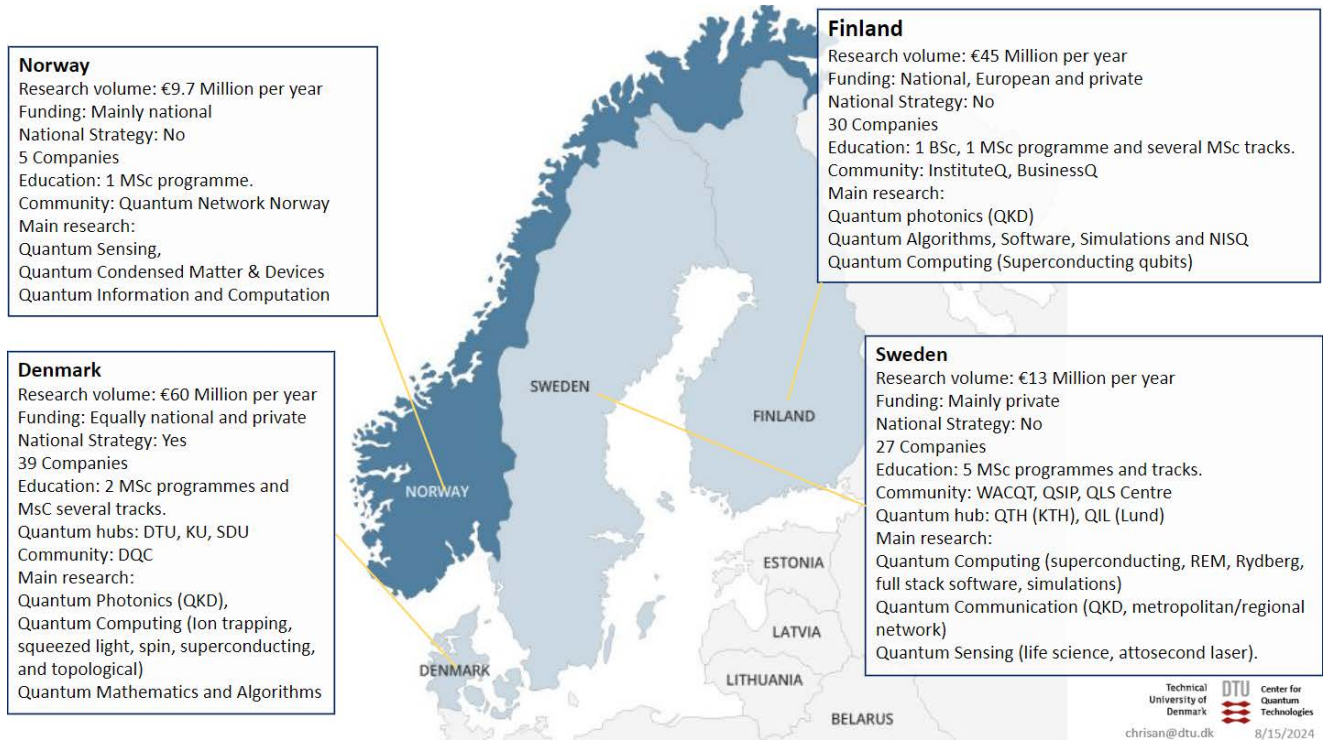 Norway
Research volume: €9.7 Million per year
Funding: Mainly national
National Strategy: No
5 Companies
Education: 1 MSc programme.
Community: Quantum Network Norway
Main research:
Quantum Sensing,
Quantum Condensed Matter & Devices
Quantum Information and Computation
Finland
Research volume: €45 Million per year
Funding: National, European and private
National Strategy: No
30 Companies
Education: 1 BSc, 1 MSc programme and several MSc tracks.
Community: InstituteQ, BusinessQ
Main research:
Quantum photonics (QKD)
Quantum Algorithms, Software, Simulations and NISQ
Quantum Computing (Superconducting qubits)
Denmark
Research volume: €60 Million per year
Funding: Equally national and private
National Strategy: Yes
39 Companies
Education: 2 MSc programmes and
MsC several tracks.
Quantum hubs: DTU, KU, SDU
Community: DQC
Main research:
Quantum Photonics (QKD),
Quantum Computing (Ion trapping,
squeezed light, spin, superconducting,
and topological)
Quantum Mathematics and Algorithms
Sweden
Research volume: €13 Million per year
Funding: Mainly private
National Strategy: No
27 Companies
Education: 5 MSc programmes and tracks.
Community: WACQT, QSIP, QLS Centre
Quantum hub: QTH (KTH), QIL (Lund)
Main research:
Quantum Computing (superconducting, REM, Rydberg,
full stack software, simulations)
Quantum Communication (QKD, metropolitan/regional
network)
Quantum Sensing (life science, attosecond laser).
SWEDEN
FINLAND
NORWAY
ESTONIA
LATVIA
DENMARK
LITHUANIA
BELARUS
Technical
University of
Denmark
DTU
Center for
Quantum
Technologies
chrisan@dtu.dk
8/15/2024